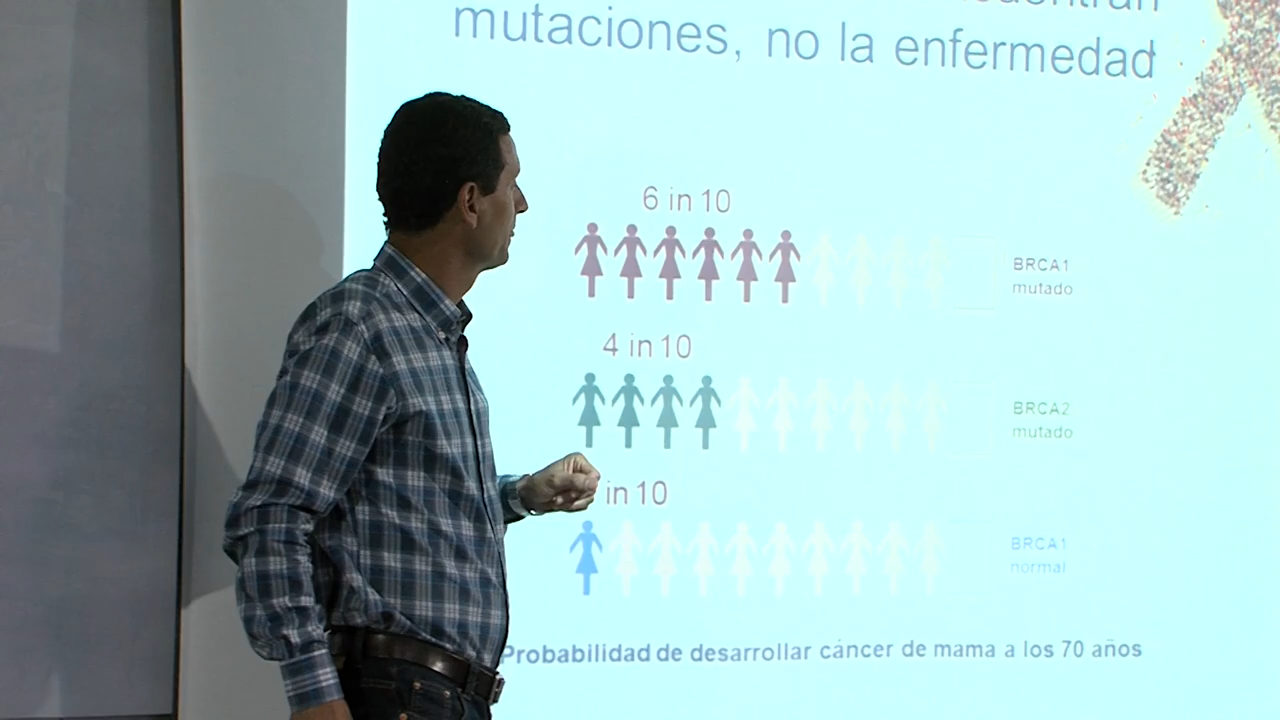 mutaciones, no la enfermedad
6 in 10
BRCA1
mutado
4 in 10
BRCA2
mutado
in 10
BRCA1
normal
Probabilidad de desarrollar cáncer de mama a los 70 años